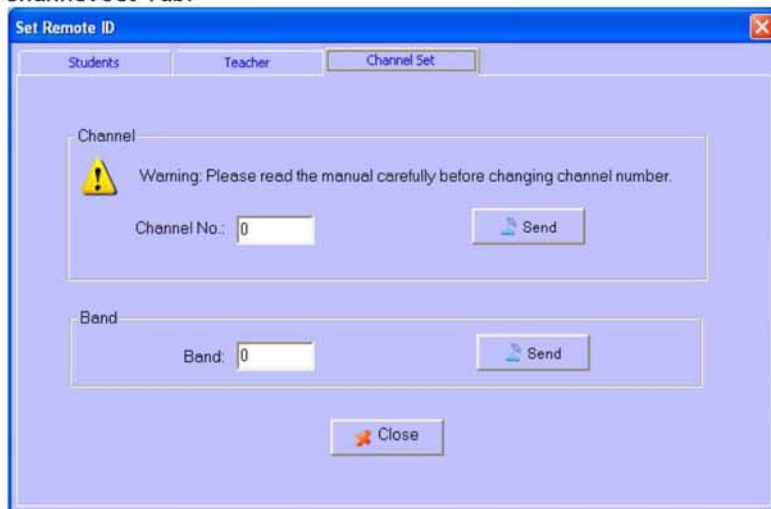 Set Remote ID
Students Teacher Channel Set
Channel
Warning: Please read the manual carefully before changing channel number.
Channel No.: 0 Send
Band
Band: 0 Send
Close